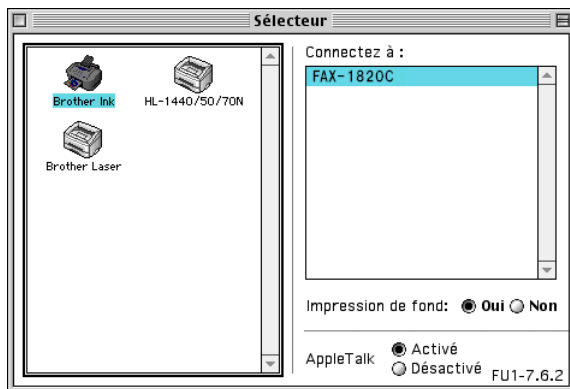 Sélecteur
Brother Ink
HL-1440/50/70N
Brother Laser
Connectez à :
FAX-1820C
Impression de fond: Oui Non
AppleTalk
Activé
Désactivé
FU1-7.6.2